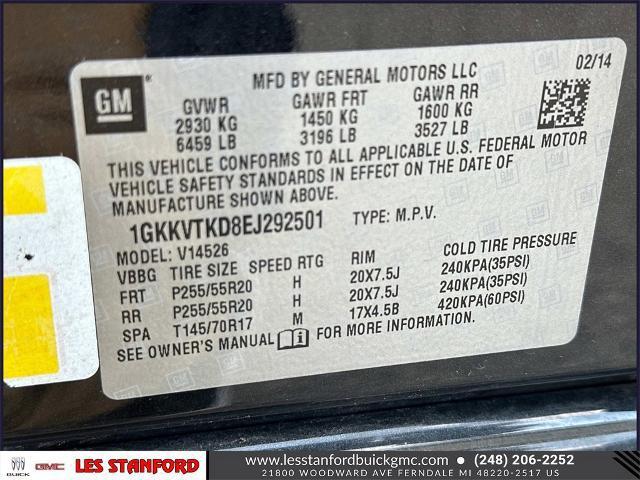 GM
MFD BY GENERAL MOTORS LLC
02/14
GVWR GAWR FRT GAWR RR
2930 KG 1450 KG 1600 KG
6459 LB 3196 LB 3527 LB
THIS VEHICLE CONFORMS TO ALL APPLICABLE U.S. FEDERAL MOTOR
VEHICLE SAFETY STANDARDS IN EFFECT ON THE DATE OF
MANUFACTURE SHOWN ABOVE.
1GKKVTKD8EJ292501 TYPE: M.P.V.
MODEL: V14526
VBBG TIRE SIZE SPEED RTG RIM COLD TIRE PRESSURE
FRT P255/55R20 H 20X7.5J 240KPA(35PSI)
RR P255/55R20 H 20X7.5J 240KPA(35PSI)
SPA T145/70R17 M 17X4.5B 420KPA(60PSI)
SEE OWNER'S MANUAL FOR MORE INFORMATION.
BUICK GMC LES STANFORD www.lesstanfordbuickgmc.com (248) 206-2252
21800 WOODWARD AVE FERNDALE MI 48220-2517 US